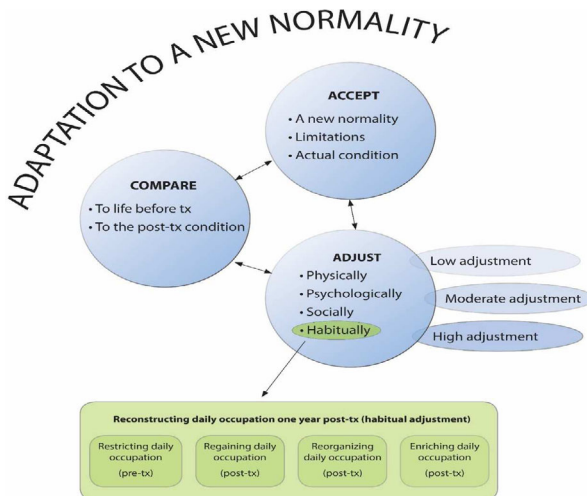 ADAPTATION TO A NEW NORMALITY
ACCEPT
• A new normality
• Limitations
• Actual condition
COMPARE
• To life before tx
• To the post-tx condition
ADJUST
• Physically
• Psychologically
• Socially
• Habitually
Low adjustment
Moderate adjustment
High adjustment
Reconstructing daily occupation one year post-tx (habitual adjustment)
Restricting daily
occupation
(pre-tx)
Regaining daily
occupation
(post-tx)
Reorganizing
daily occupation
(post-tx)
Enriching daily
occupation
(post-tx)